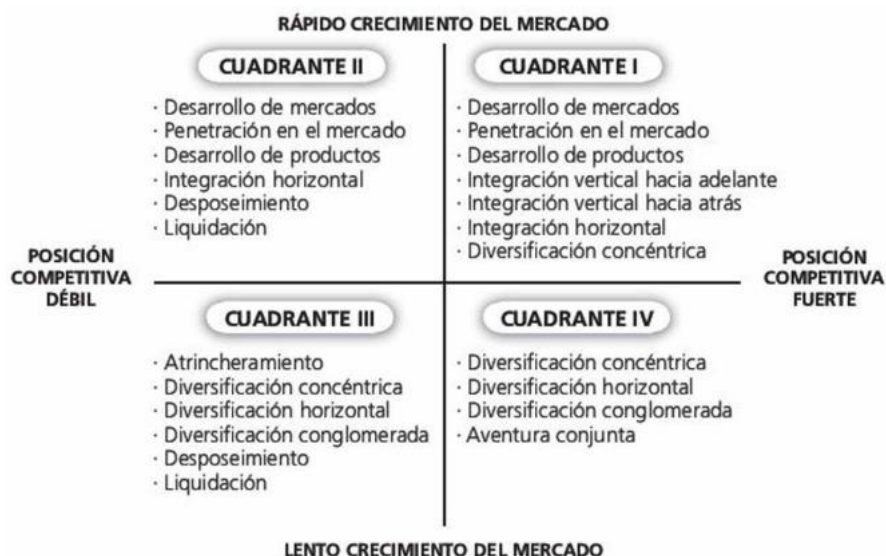 RÁPIDO CRECIMIENTO DEL MERCADO
CUADRANTE II
· Desarrollo de mercados
· Penetración en el mercado
· Desarrollo de productos
· Integración horizontal
· Desposeimiento
· Liquidación
CUADRANTE I
· Desarrollo de mercados
· Penetración en el mercado
· Desarrollo de productos
· Integración vertical hacia adelante
· Integración vertical hacia atrás
· Integración horizontal
· Diversificación concéntrica
POSICIÓN
COMPETITIVA
DÉBIL
POSICIÓN
COMPETITIVA
FUERTE
CUADRANTE III
· Atrincheramiento
· Diversificación concéntrica
· Diversificación horizontal
· Diversificación conglomerada
· Desposeimiento
· Liquidación
CUADRANTE IV
· Diversificación concéntrica
· Diversificación horizontal
· Diversificación conglomerada
· Aventura conjunta
LENTO CRECIMIENTO DEL MERCADO